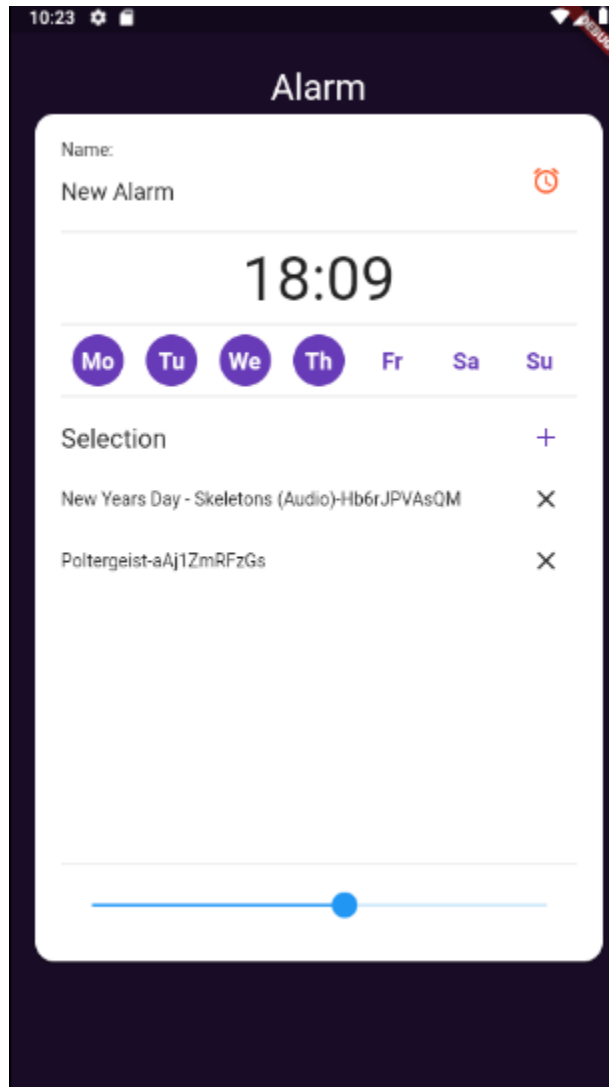 10:23
DEBUG
Alarm
Name:
New Alarm
18:09
Mo Tu We Th Fr Sa Su
Selection +
New Years Day - Skeletons (Audio)-Hb6rJPVAsQM
Poltergeist-aAj1ZmRFzGs